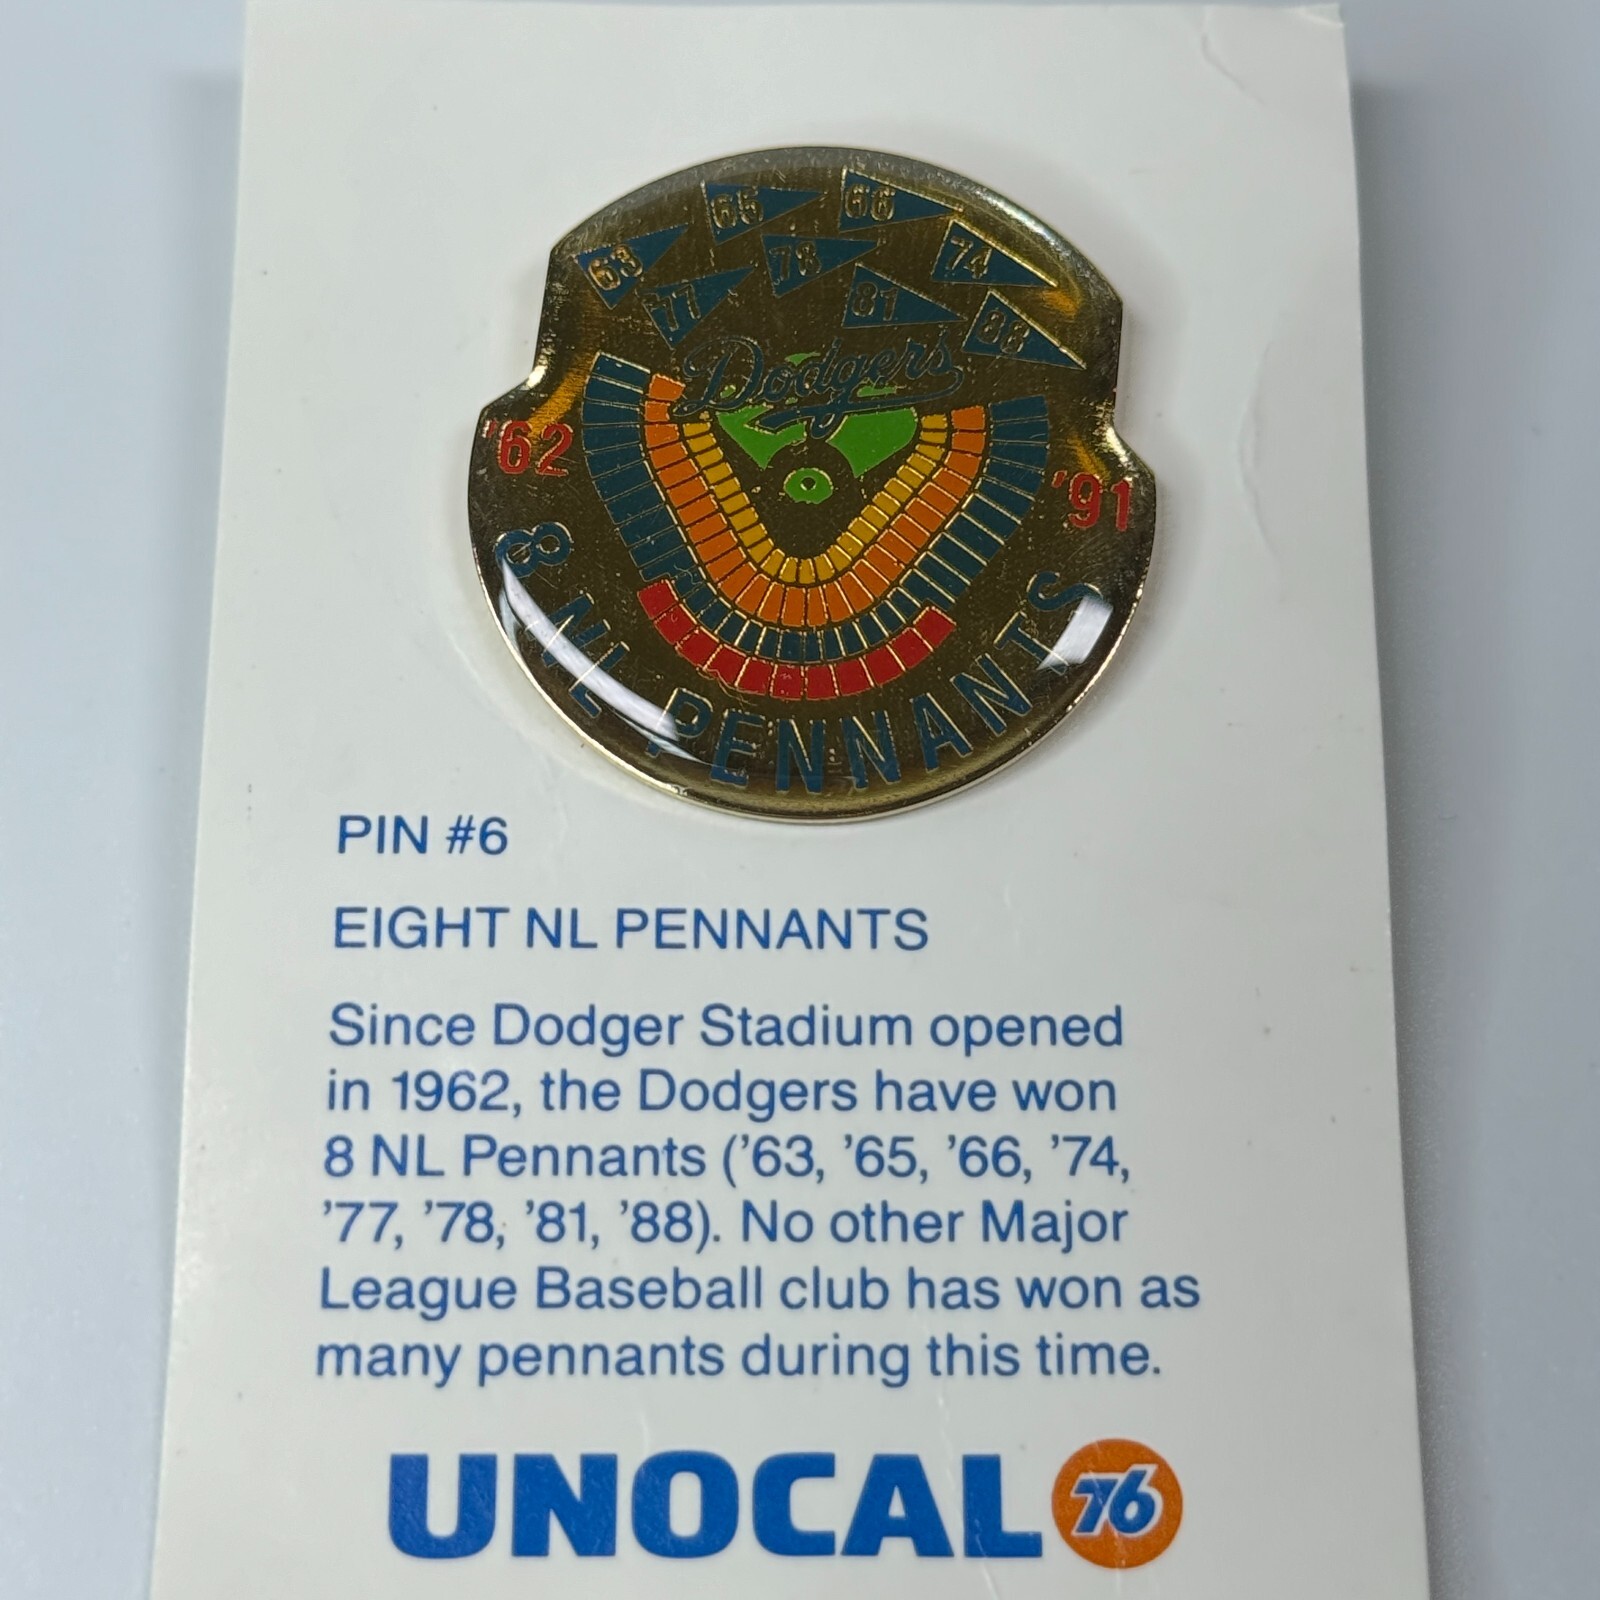 65 66
63 78 74
77 81 88
Dodgers
'62 '91
8 NL PENNANTS
PIN #6
EIGHT NL PENNANTS
Since Dodger Stadium opened
in 1962, the Dodgers have won
8 NL Pennants (’63, ’65, ’66, ’74,
’77, ’78, ’81, ’88). No other Major
League Baseball club has won as
many pennants during this time.
UNOCAL 76